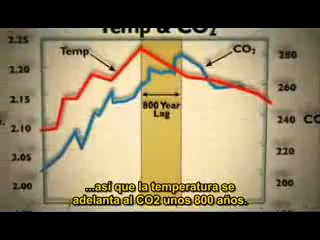 Temp & CO2
2.25
2.20
2.15
2.10
2.05
2.00
Temp
CO2
800 Year
Lag
280
260
240
220
200
CO
...así que la temperatura se
adelanta al CO2 unos 800 años.